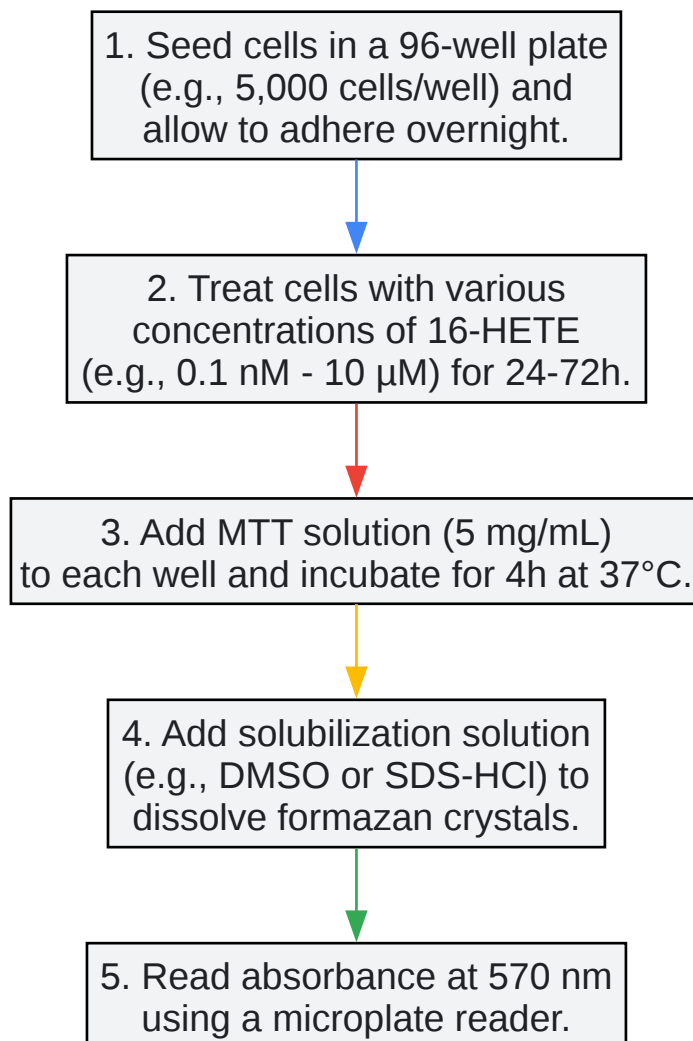 1. Seed cells in a 96-well plate
(e.g., 5,000 cells/well) and
allow to adhere overnight.
2. Treat cells with various
concentrations of 16-HETE
(e.g., 0.1 nM - 10 µM) for 24-72h.
3. Add MTT solution (5 mg/mL)
to each well and incubate for 4h at 37°C.
4. Add solubilization solution
(e.g., DMSO or SDS-HCl) to
dissolve formazan crystals.
5. Read absorbance at 570 nm
using a microplate reader.